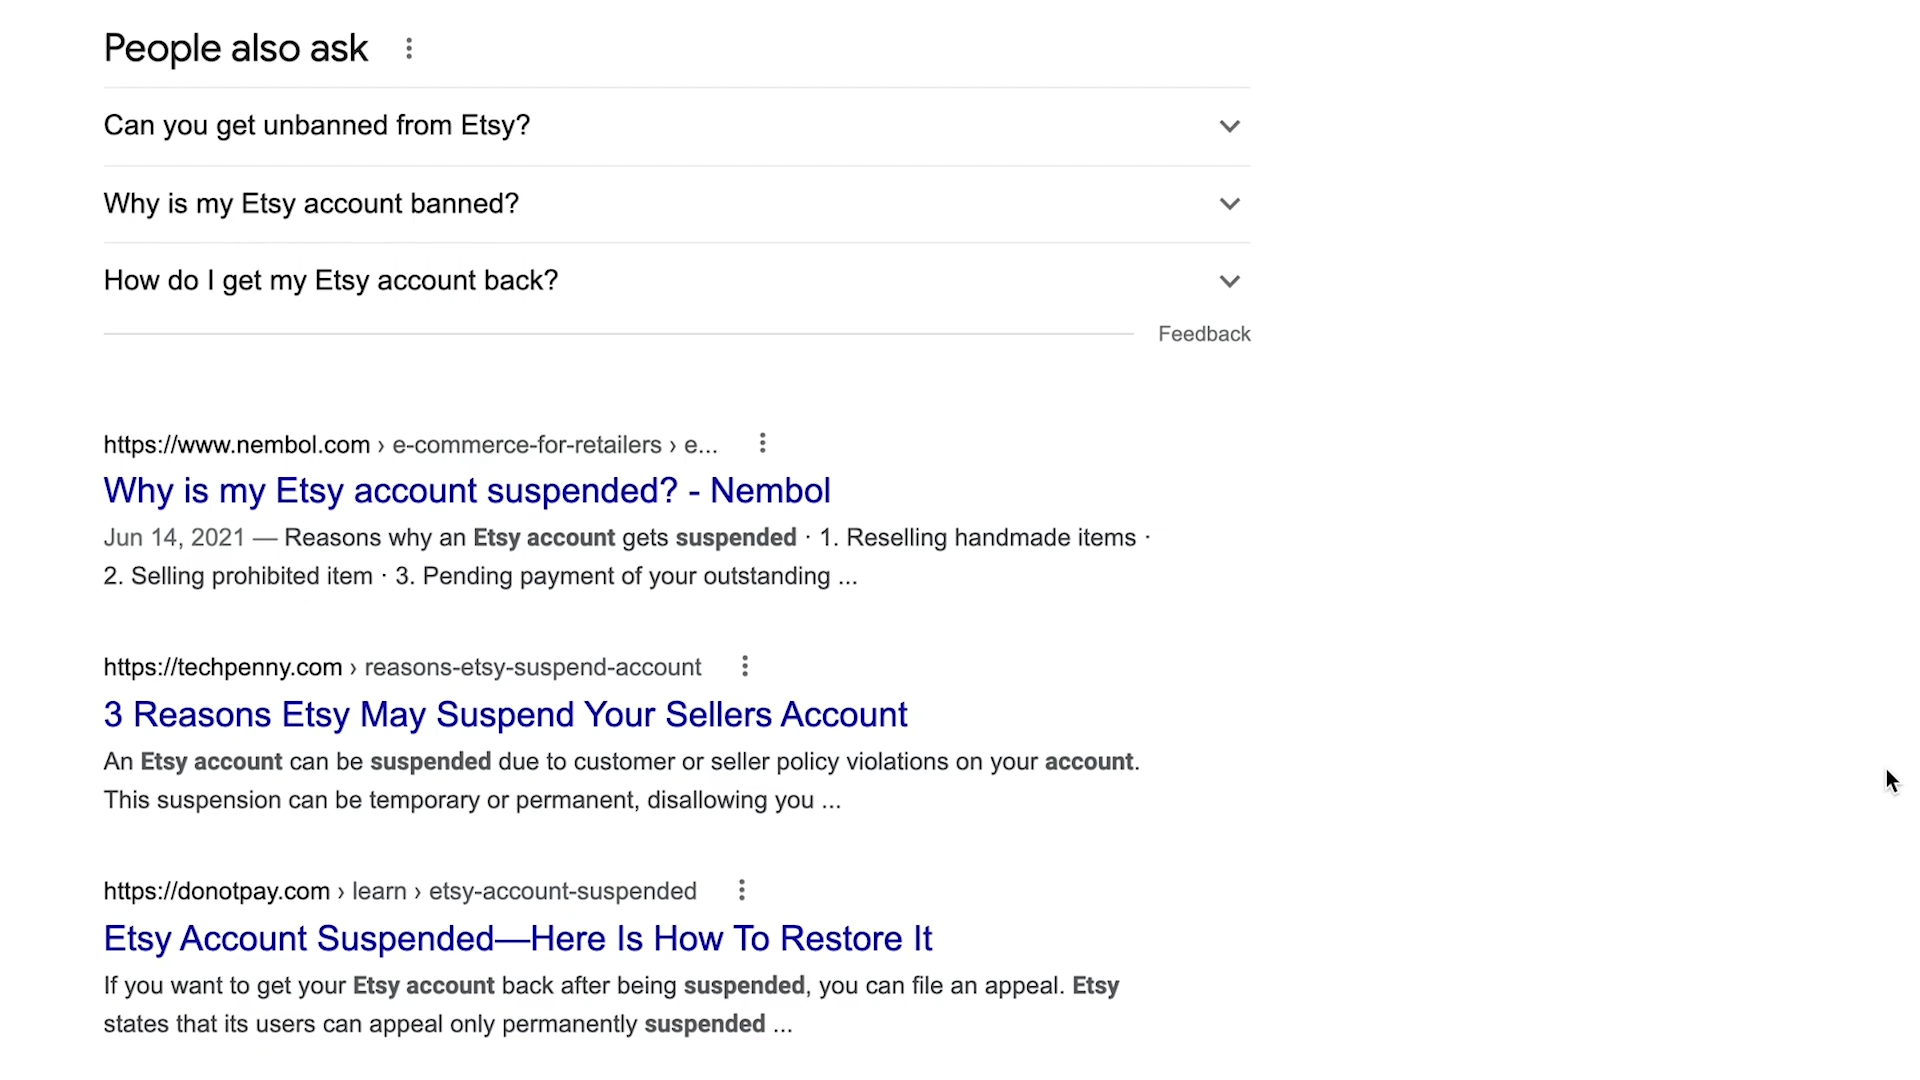 People also ask
Can you get unbanned from Etsy?
Why is my Etsy account banned?
How do I get my Etsy account back?
Feedback
https://www.nembol.com › e-commerce-for-retailers › e...
Why is my Etsy account suspended? - Nembol
Jun 14, 2021 — Reasons why an Etsy account gets suspended · 1. Reselling handmade items ·
2. Selling prohibited item · 3. Pending payment of your outstanding ...
https://techpenny.com › reasons-etsy-suspend-account
3 Reasons Etsy May Suspend Your Sellers Account
An Etsy account can be suspended due to customer or seller policy violations on your account.
This suspension can be temporary or permanent, disallowing you ...
https://donotpay.com › learn › etsy-account-suspended
Etsy Account Suspended—Here Is How To Restore It
If you want to get your Etsy account back after being suspended, you can file an appeal. Etsy
states that its users can appeal only permanently suspended ...